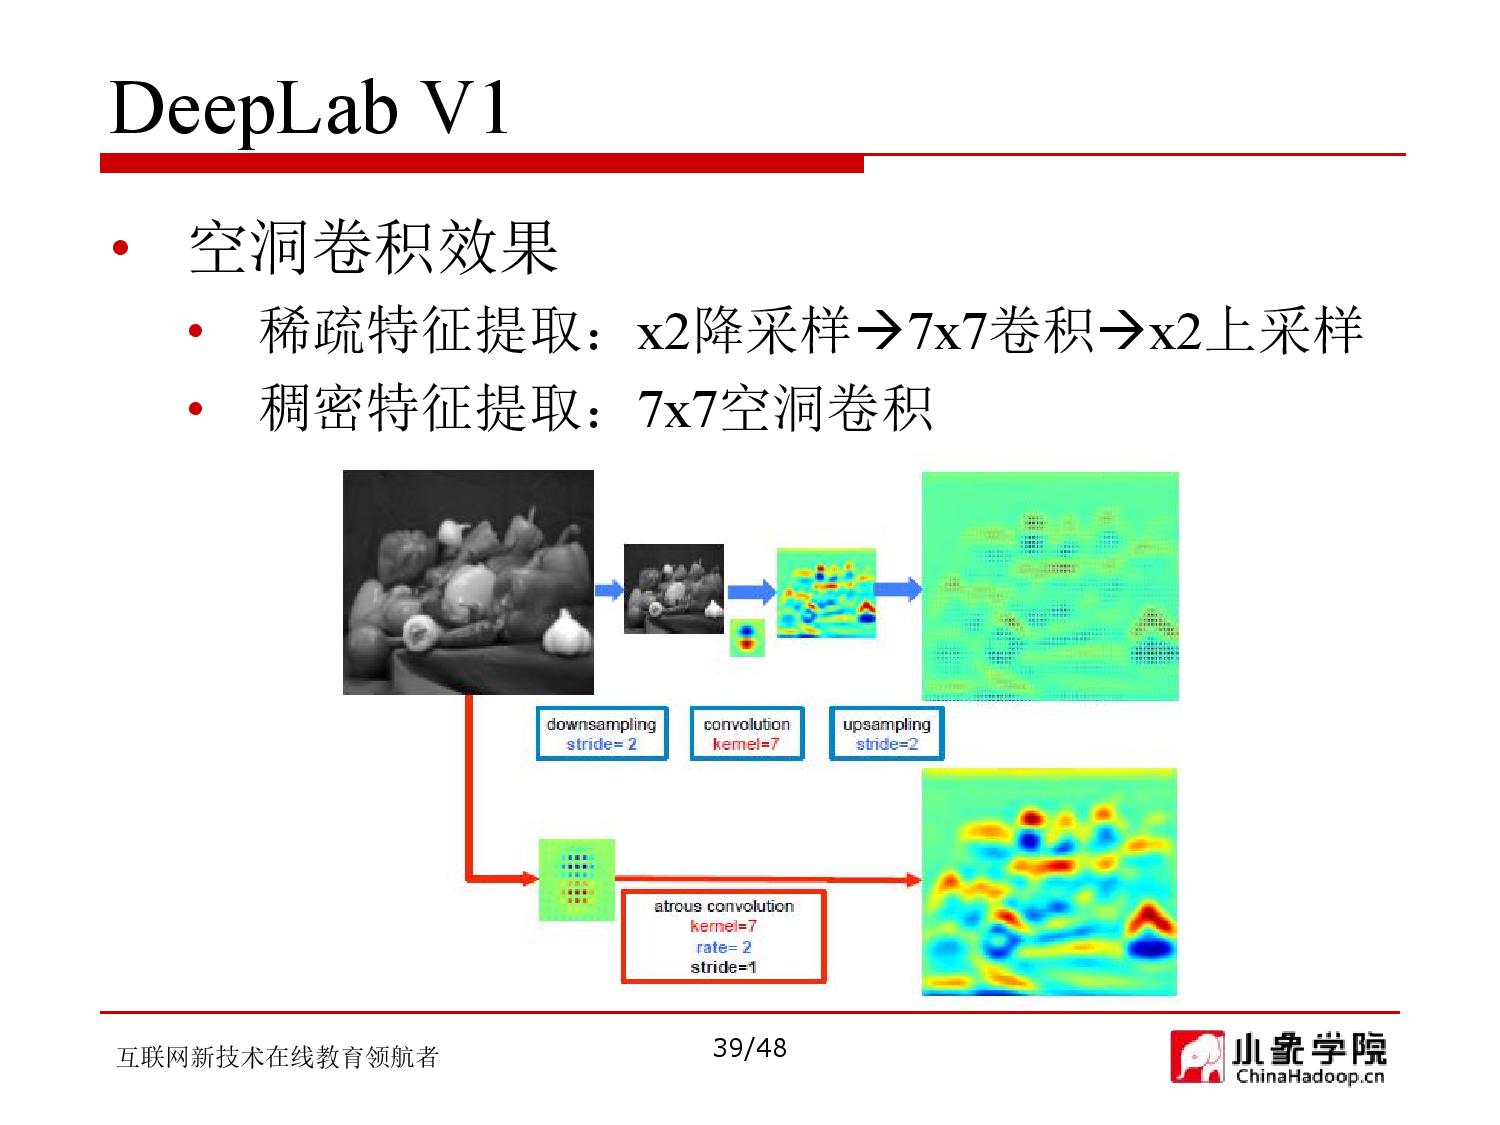 DeepLab V1
• 空洞卷积效果
• 稀疏特征提取：x2降采样→7x7卷积→x2上采样
• 稠密特征提取：7x7空洞卷积
downsampling
stride= 2
convolution
kernel=7
upsampling
stride=2
atrous convolution
kernel=7
rate= 2
stride=1
互联网新技术在线教育领航者
39/48
小象学院
ChinaHadoop.cn